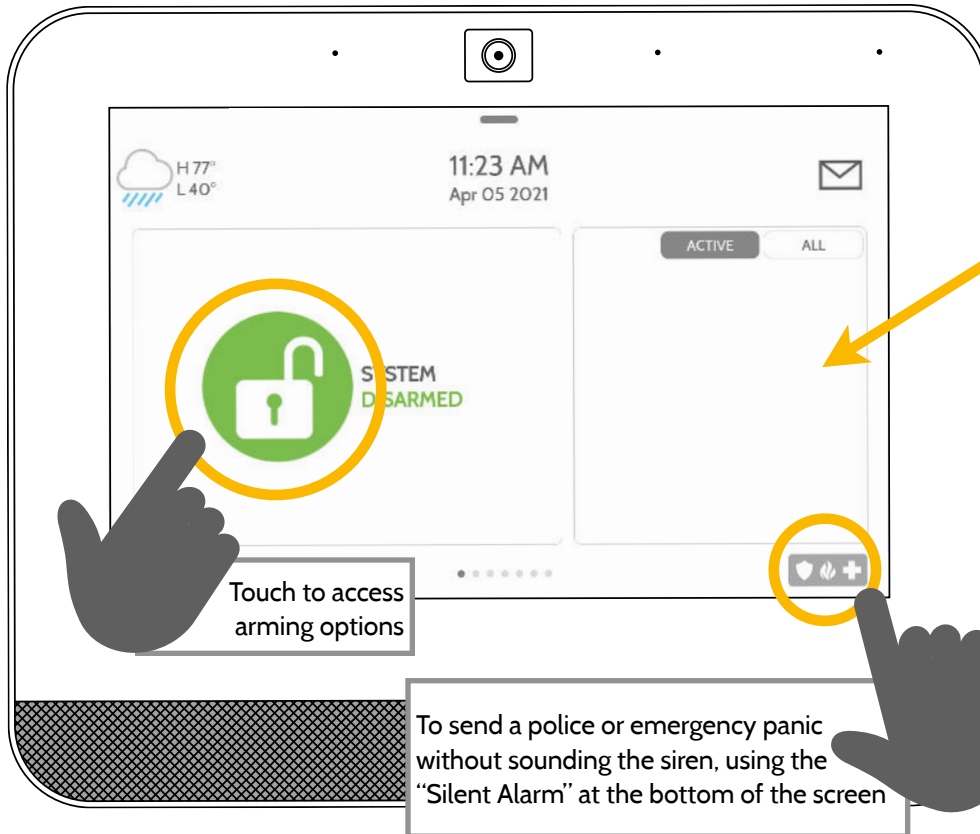 H 77°
L 40°
11:23 AM
Apr 05 2021
ACTIVE
ALL
SYSTEM
DISARMED
Touch to access
arming options
To send a police or emergency panic
without sounding the siren, using the
“Silent Alarm” at the bottom of the screen